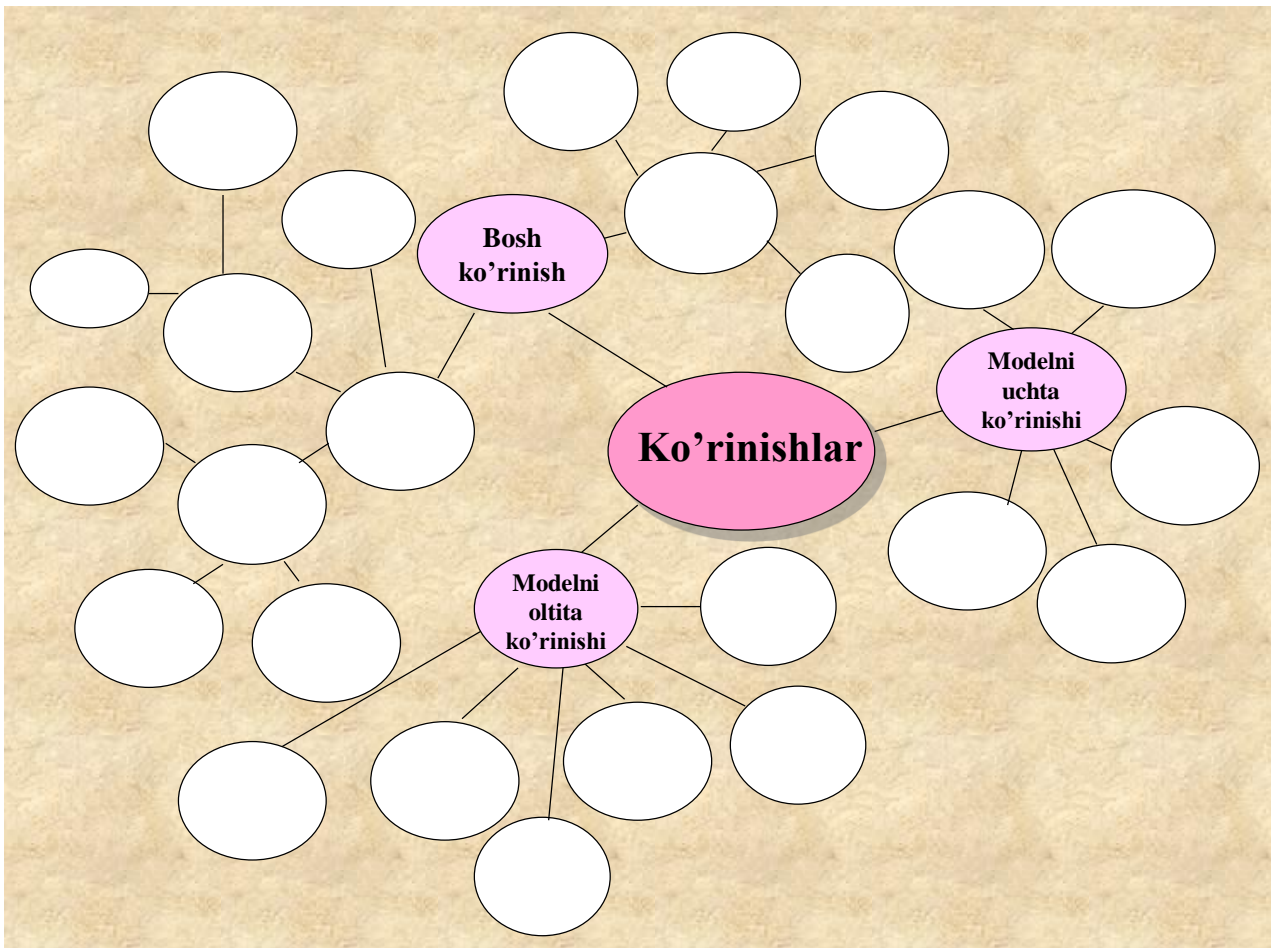 Bosh
ko’rinish
Modelni
uchta
ko’rinishi
Ko’rinishlar
Modelni
oltita
ko’rinishi